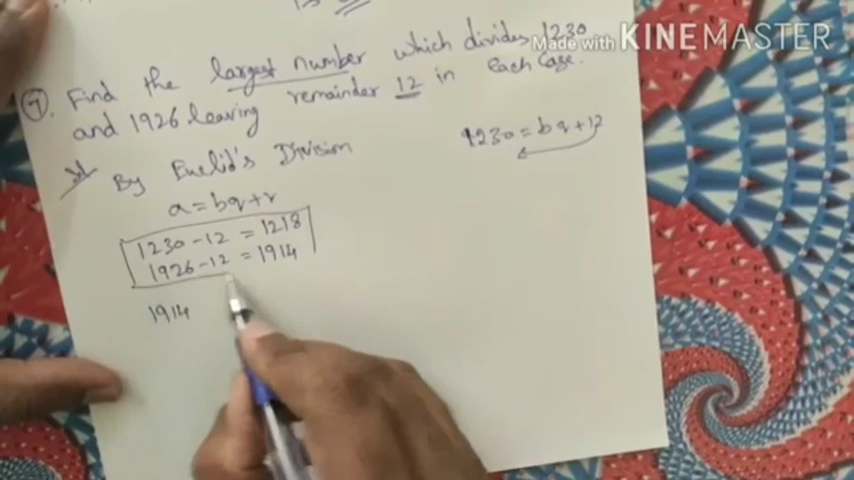 Made with KINEMASTER
7. Find the largest number which divides 1230
and 1926 leaving remainder 12 in each case.
1230 = bq + 12
Sol By Euclid's Division
a = bq + r
1230 - 12 = 1218
1926 - 12 = 1914
1914